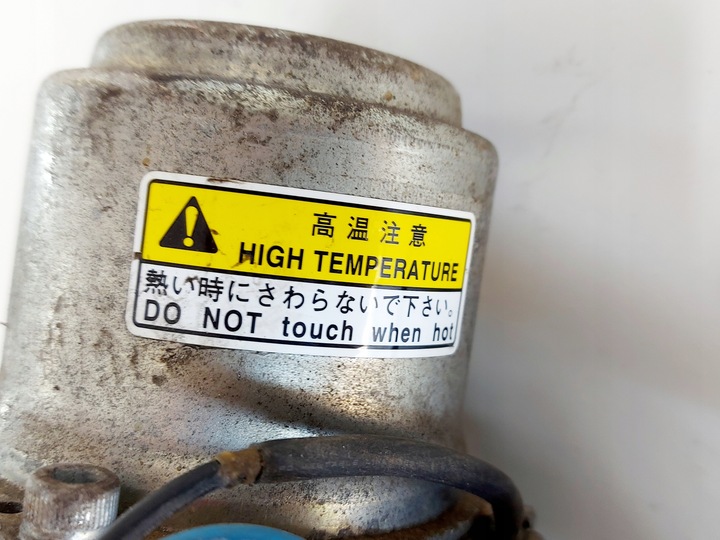 高温注意
HIGH TEMPERATURE
熱い時にさわらないで下さい。
DO NOT touch when hot